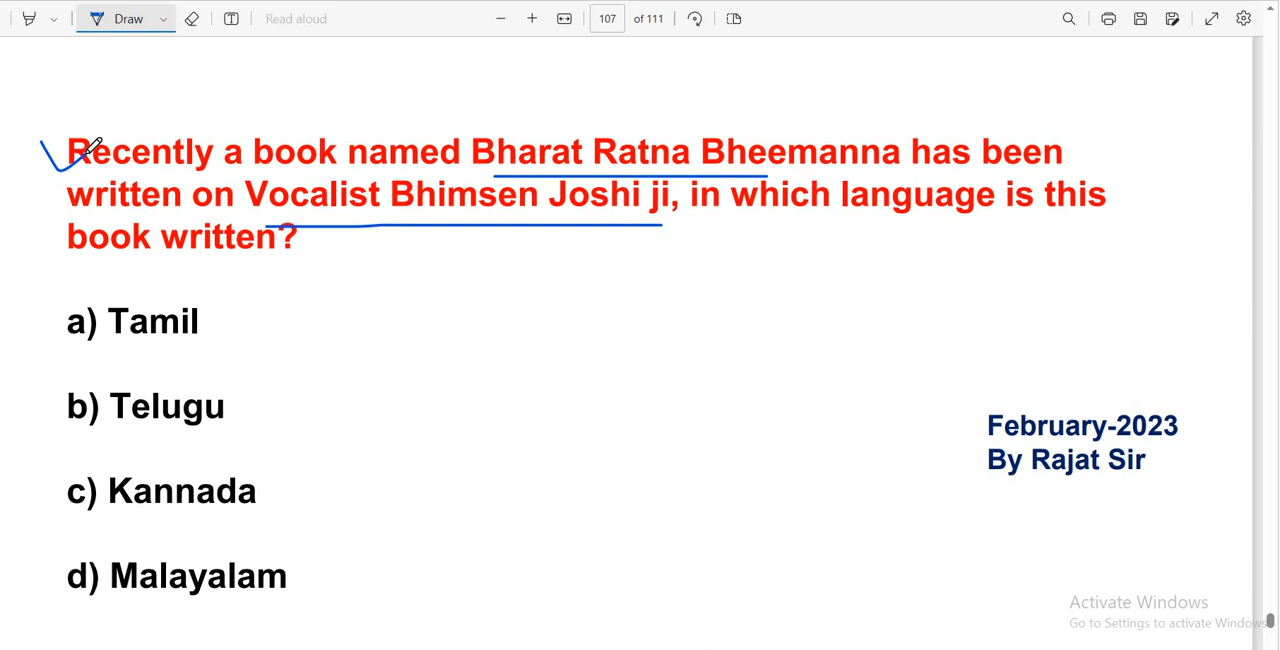 Draw
Read aloud
107 of 111
Recently a book named Bharat Ratna Bheemanna has been
written on Vocalist Bhimsen Joshi ji, in which language is this
book written?
a) Tamil
b) Telugu
c) Kannada
d) Malayalam
February-2023
By Rajat Sir
Activate Windows
Go to Settings to activate Windows